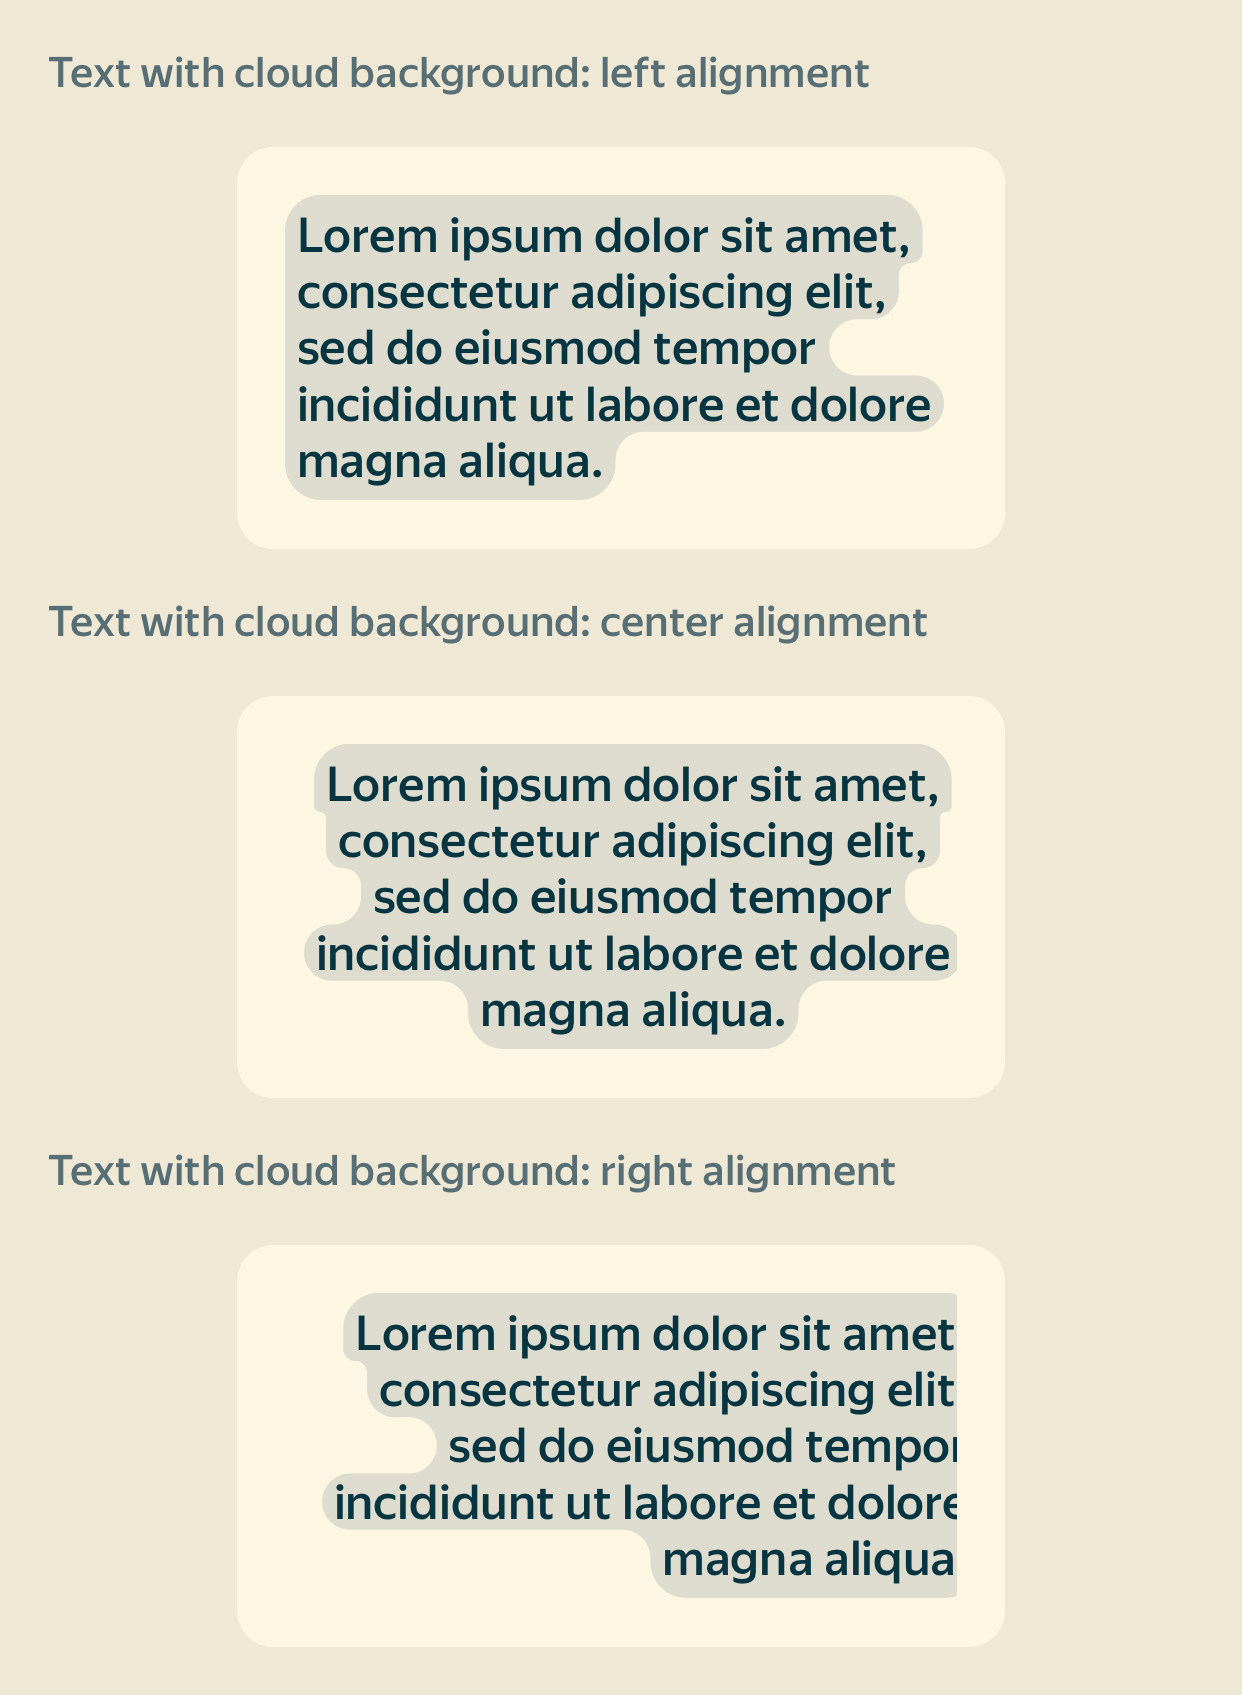 Text with cloud background: left alignment
Lorem ipsum dolor sit amet,
consectetur adipiscing elit,
sed do eiusmod tempor
incididunt ut labore et dolore
magna aliqua.
Text with cloud background: center alignment
Lorem ipsum dolor sit amet,
consectetur adipiscing elit,
sed do eiusmod tempor
incididunt ut labore et dolore
magna aliqua.
Text with cloud background: right alignment
Lorem ipsum dolor sit amet
consectetur adipiscing elit
sed do eiusmod tempor
incididunt ut labore et dolore
magna aliqua